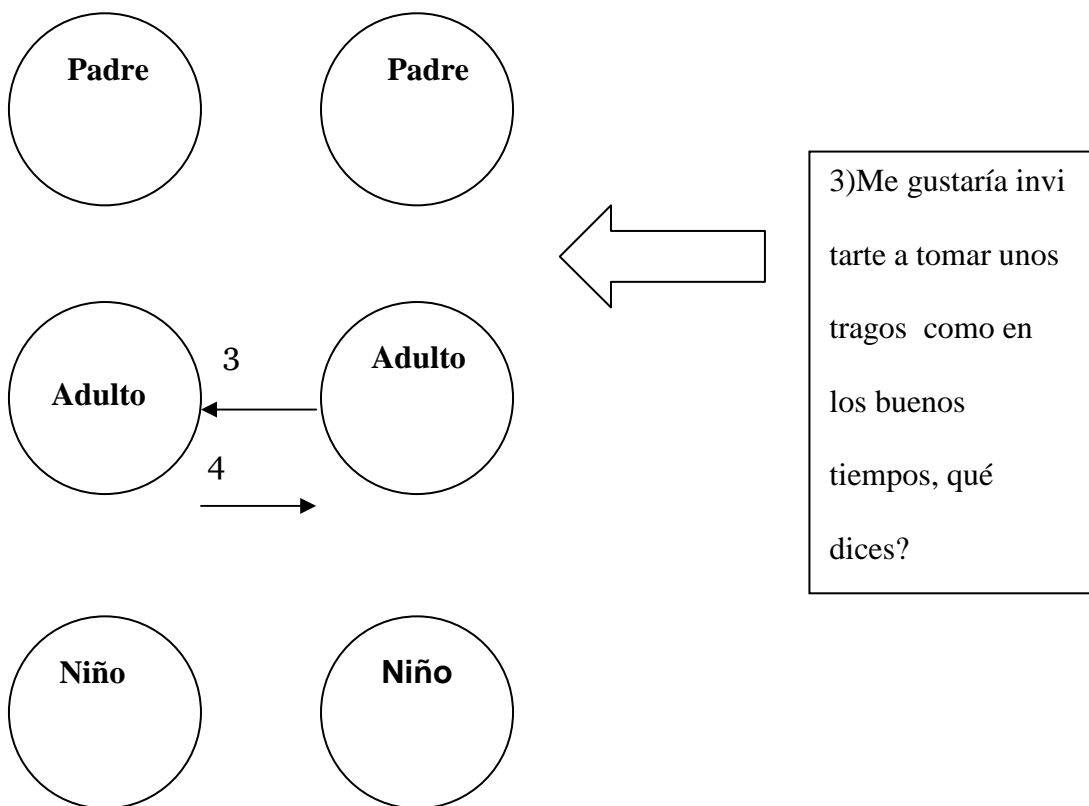 Padre
Padre
Adulto
3
4
Adulto
Niño
Niño
3)Me gustaría invi
tarte a tomar unos
tragos como en
los buenos
tiempos, qué
dices?